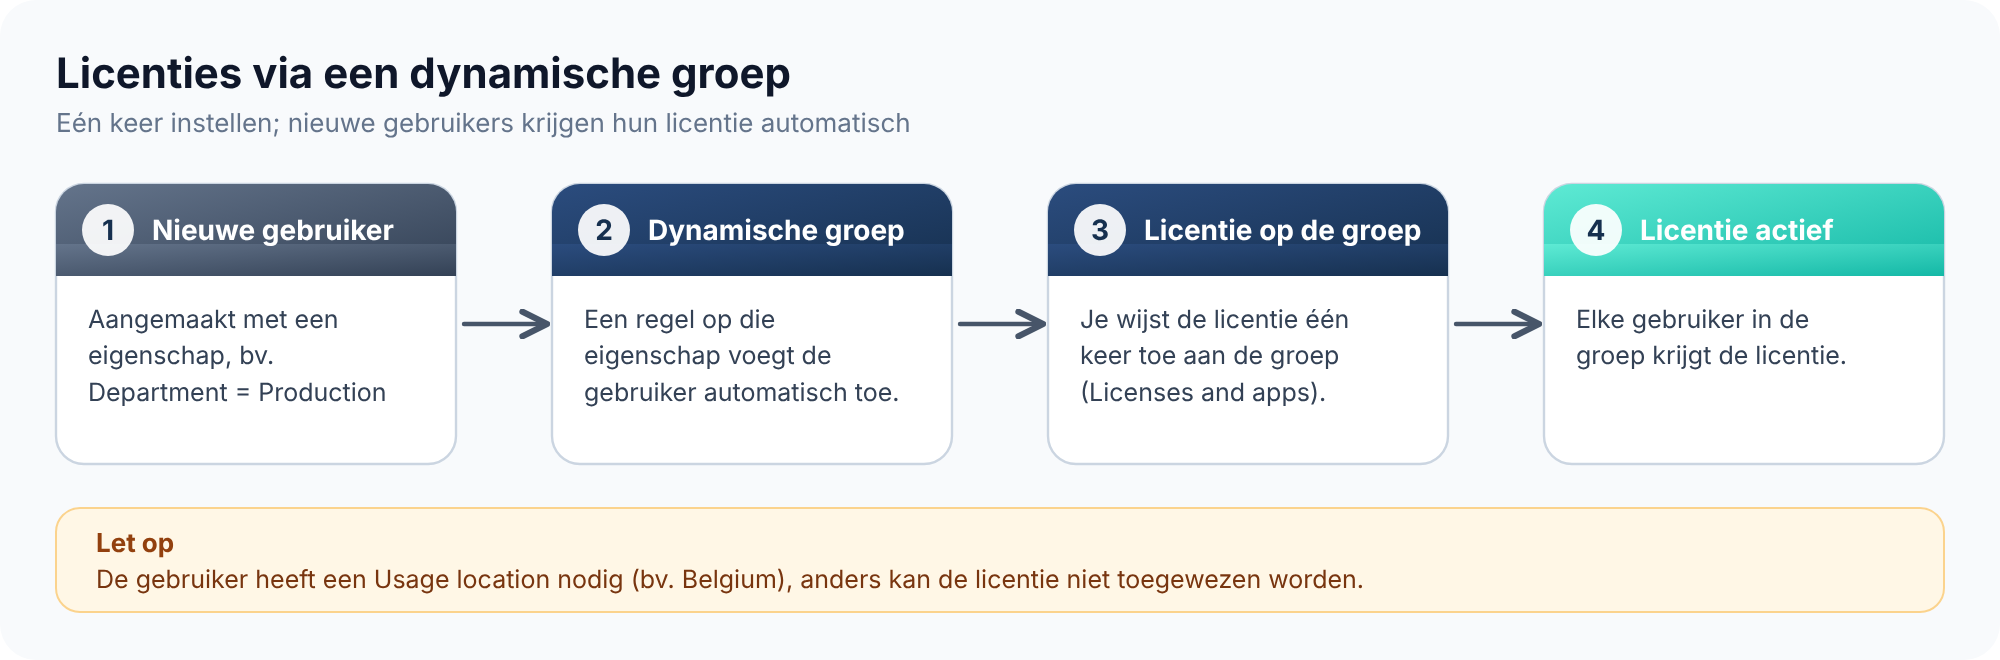 Licenties via een dynamische groep
Eén keer instellen; nieuwe gebruikers krijgen hun licentie automatisch
1 Nieuwe gebruiker
Aangemaakt met een
eigenschap, bv.
Department = Production
2 Dynamische groep
Een regel op die
eigenschap voegt de
gebruiker automatisch toe.
3 Licentie op de groep
Je wijst de licentie één
keer toe aan de groep
(Licenses and apps).
4 Licentie actief
Elke gebruiker in de
groep krijgt de licentie.
Let op
De gebruiker heeft een Usage location nodig (bv. Belgium), anders kan de licentie niet toegewezen worden.